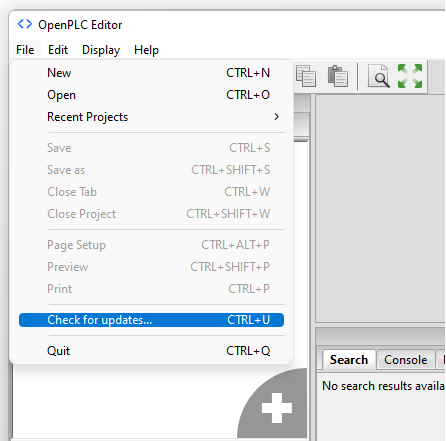 OpenPLC Editor
File Edit Display Help
New CTRL+N
Open CTRL+O
Recent Projects
Save CTRL+S
Save as CTRL+SHIFT+S
Close Tab CTRL+W
Close Project CTRL+SHIFT+W
Page Setup CTRL+ALT+P
Preview CTRL+SHIFT+P
Print CTRL+P
Check for updates... CTRL+U
Quit CTRL+Q
Search Console
No search results availa